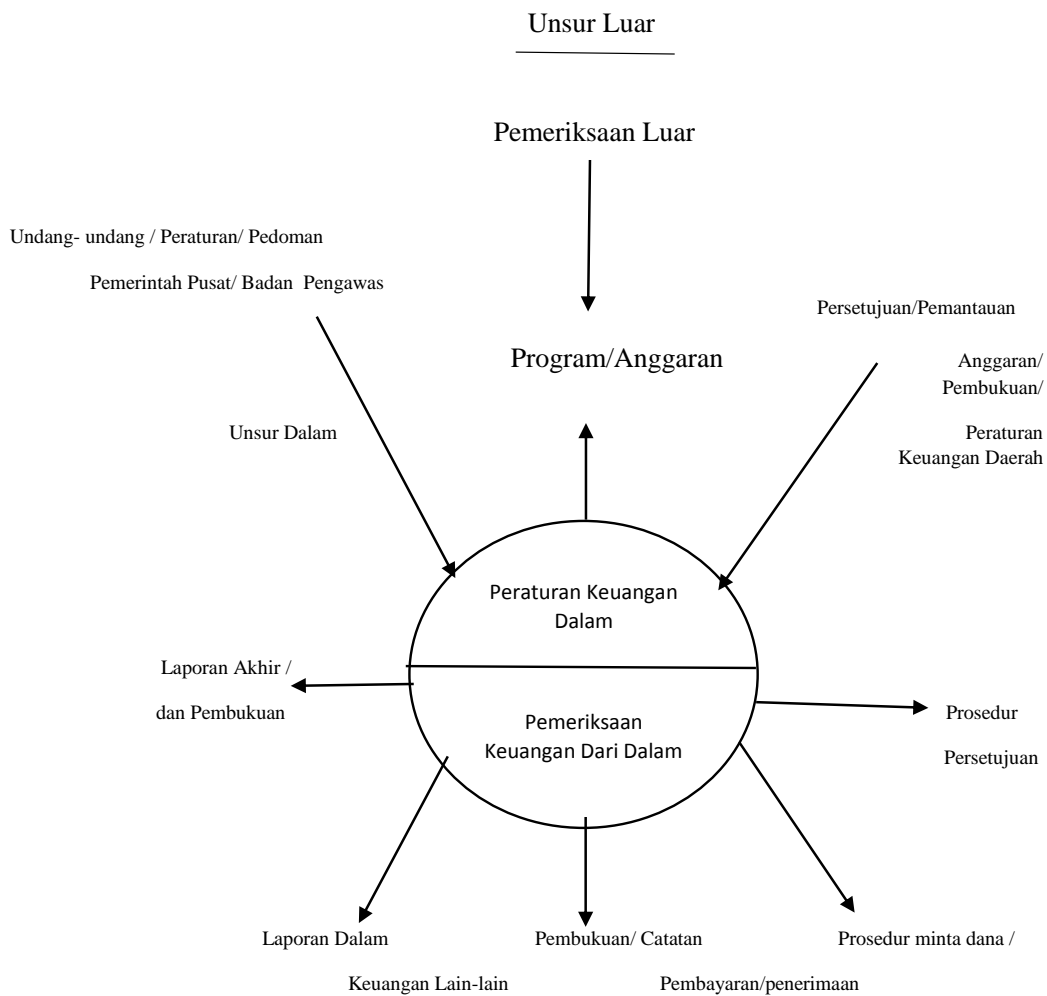 Unsur Luar
Pemeriksaan Luar
Undang- undang / Peraturan/ Pedoman
Pemerintah Pusat/ Badan Pengawas
Persetujuan/Pemantauan
Program/Anggaran
Anggaran/
Pembukuan/
Unsur Dalam
Peraturan
Keuangan Daerah
Peraturan Keuangan
Dalam
Laporan Akhir /
dan Pembukuan
Pemeriksaan
Keuangan Dari Dalam
Prosedur
Persetujuan
Laporan Dalam
Keuangan Lain-lain
Pembukuan/ Catatan
Prosedur minta dana /
Pembayaran/penerimaan